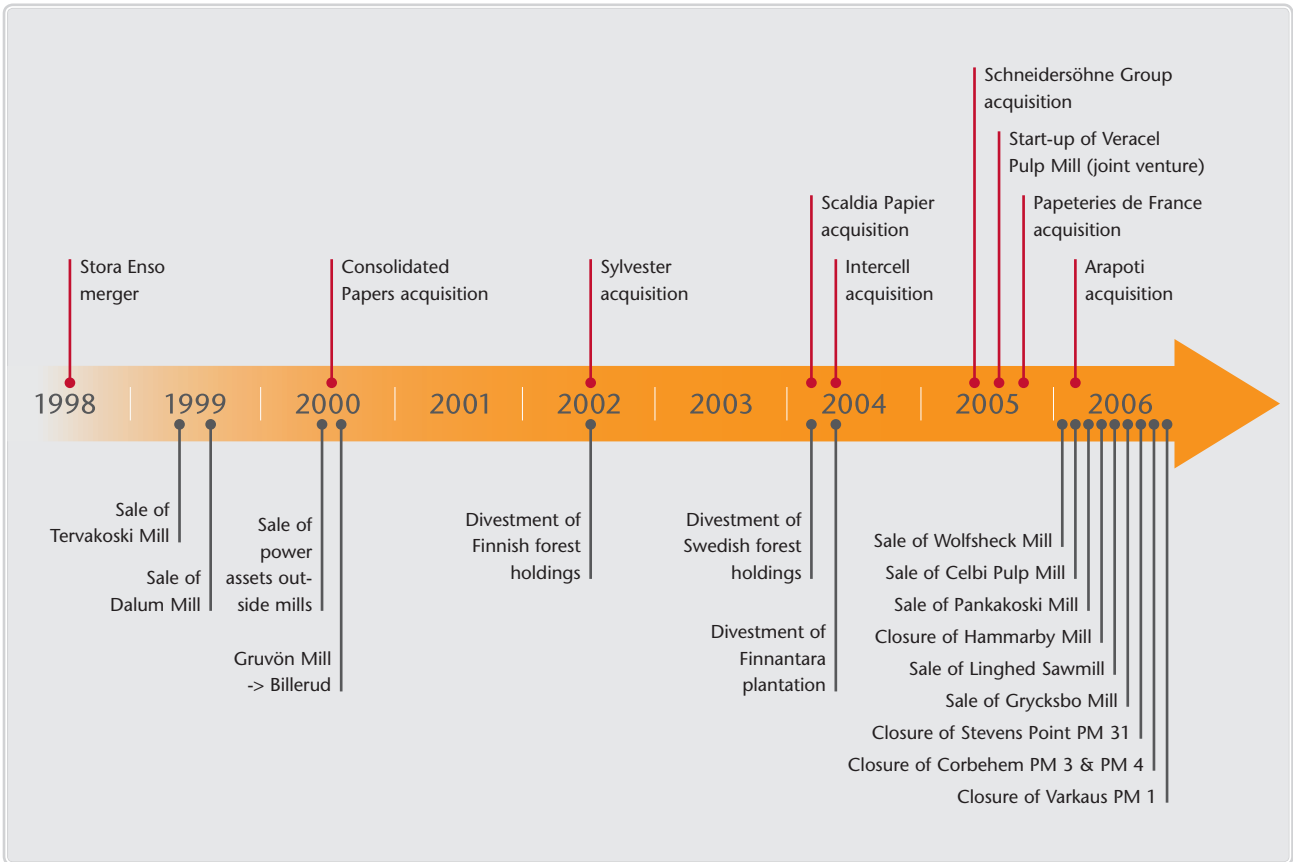 Schneidersöhne Group
acquisition
Start-up of Veracel
Pulp Mill (joint venture)
Scaldia Papier
acquisition
Papeteries de France
acquisition
Stora Enso
merger
Consolidated
Papers acquisition
Sylvester
acquisition
Intercell
acquisition
Arapoti
acquisition
1998 1999 2000 2001 2002 2003 2004 2005 2006
Sale of
Tervakoski Mill
Sale of
Dalum Mill
Sale of
power
assets out-
side mills
Gruvön Mill
-> Billerud
Divestment of
Finnish forest
holdings
Divestment of
Swedish forest
holdings
Divestment of
Finnantara
plantation
Sale of Wolfsheck Mill
Sale of Celbi Pulp Mill
Sale of Pankakoski Mill
Closure of Hammarby Mill
Sale of Linghed Sawmill
Sale of Grycksbo Mill
Closure of Stevens Point PM 31
Closure of Corbehem PM 3 & PM 4
Closure of Varkaus PM 1